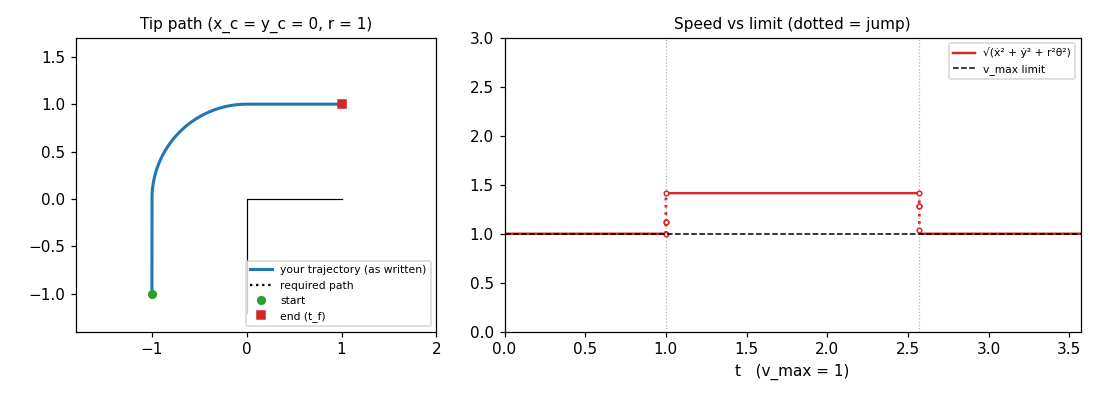 Tip path (x_c = y_c = 0, r = 1)
1.5
1.0
0.5
0.0
−0.5
−1.0
−1
0
1
2
your trajectory (as written)
required path
start
end (t_f)
Speed vs limit (dotted = jump)
3.0
2.5
2.0
1.5
1.0
0.5
0.0
0.0
0.5
1.0
1.5
2.0
2.5
3.0
3.5
t   (v_max = 1)
√(ẋ² + ẏ² + r²θ̇²)
v_max limit